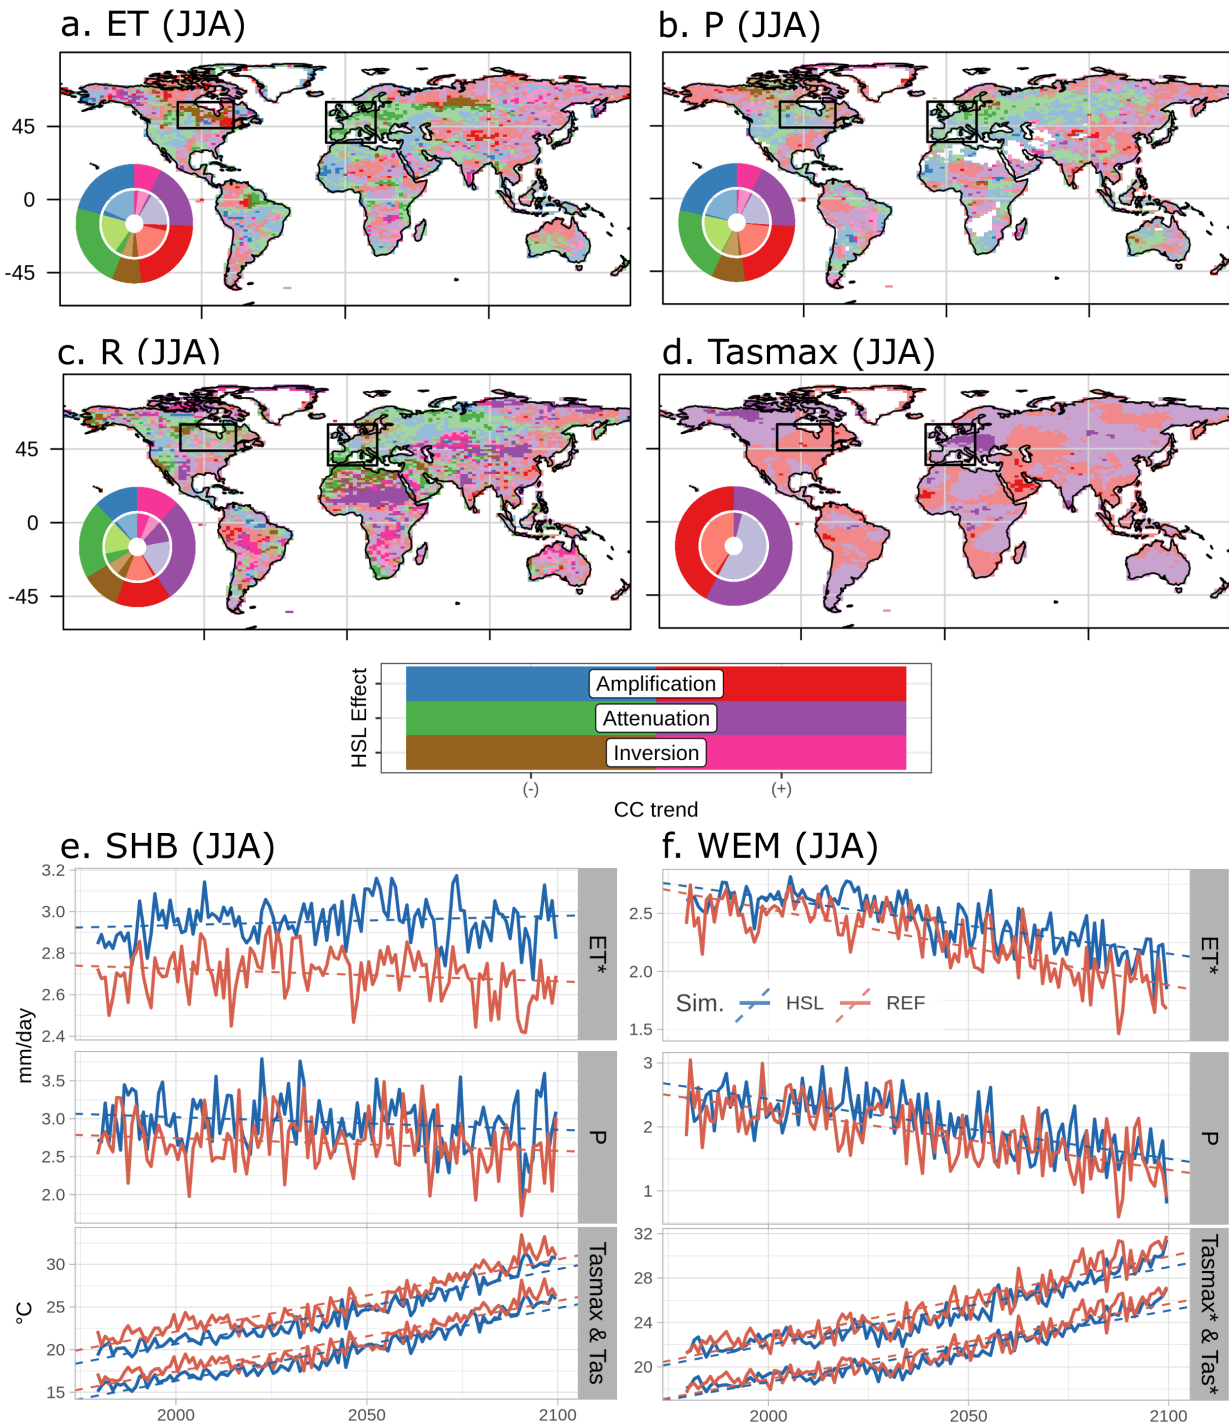 a. ET (JJA)
b. P (JJA)
45
0
-45
c. R (JJA)
d. Tasmax (JJA)
45
0
-45
HSL Effect
Amplification
Attenuation
Inversion
(-)
(+)
CC trend
e. SHB (JJA)
f. WEM (JJA)
mm/day
3.2
3.0
2.8
2.6
2.4
ET*
3.5
3.0
2.5
2.0
P
°C
30
25
20
15
Tasmax & Tas
2000
2050
2100
2.5
2.0
1.5
Sim.
HSL
REF
ET*
3
2
1
P
32
28
24
20
Tasmax* & Tas*
2000
2050
2100